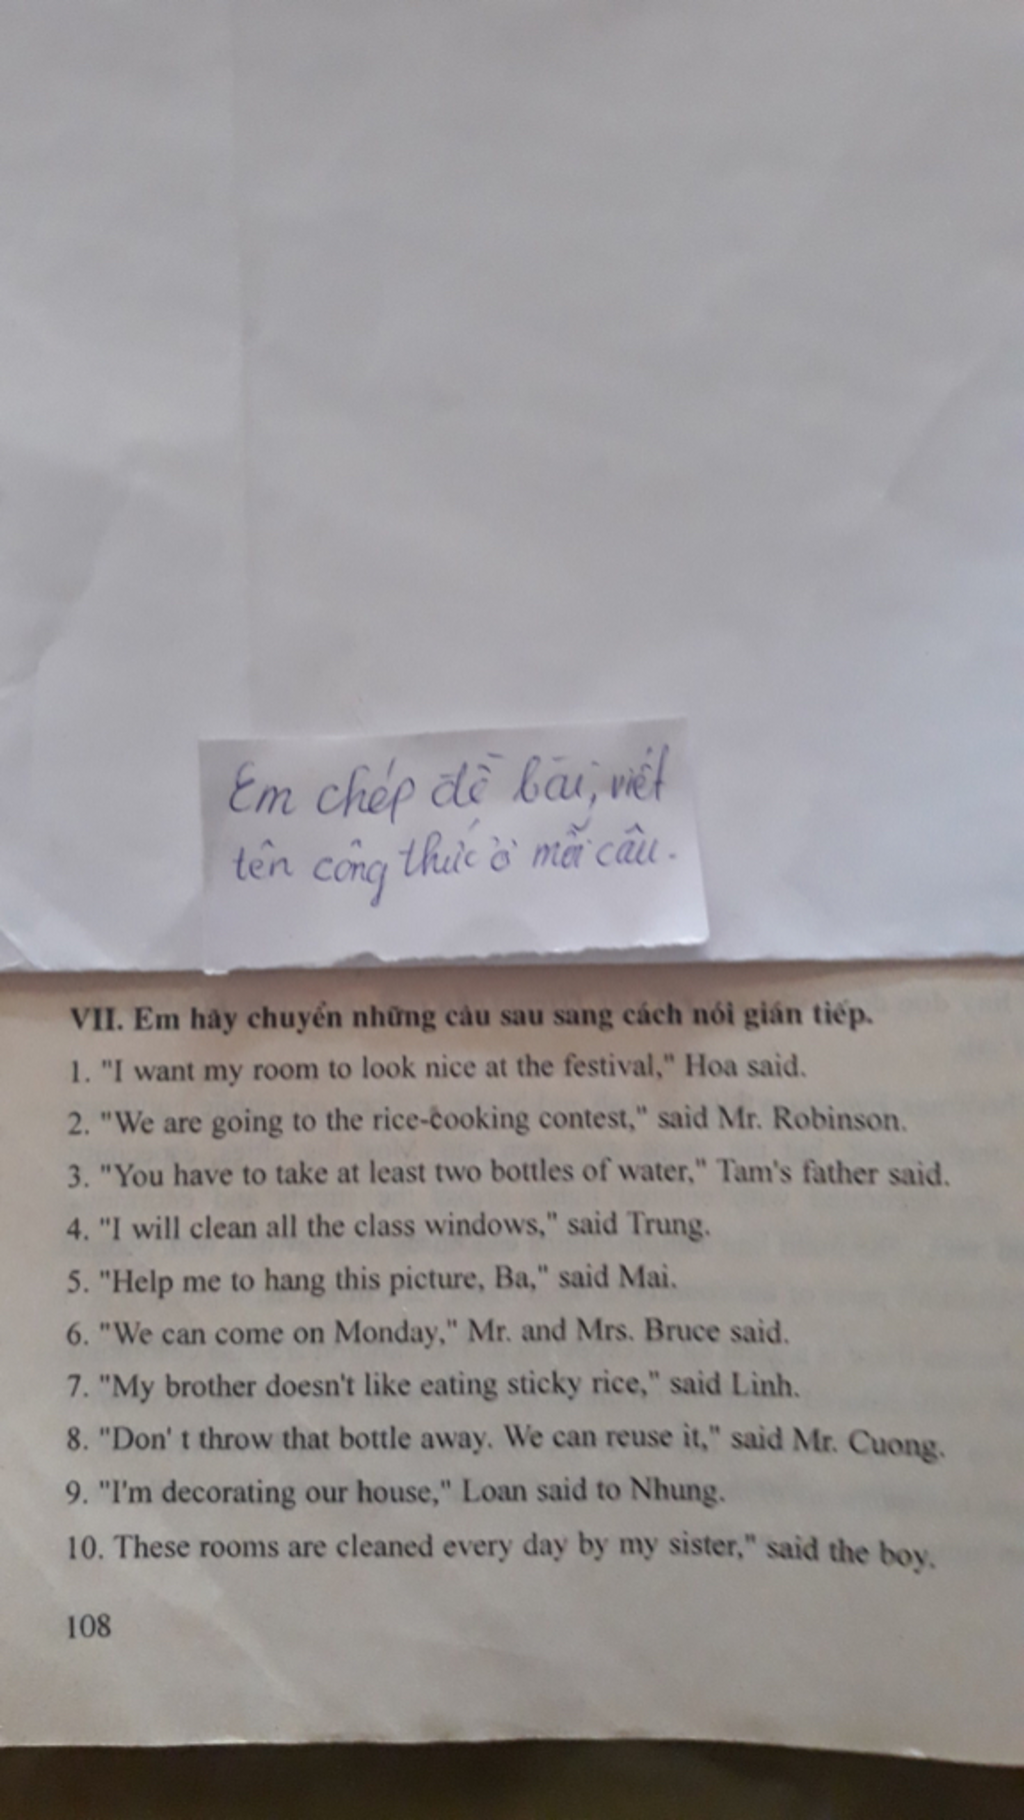 Em chép đề bài, viết
tên công thức ở mỗi câu.
VII. Em hãy chuyển những câu sau sang cách nói gián tiếp.
1. "I want my room to look nice at the festival," Hoa said.
2. "We are going to the rice-cooking contest," said Mr. Robinson.
3. "You have to take at least two bottles of water," Tam's father said.
4. "I will clean all the class windows," said Trung.
5. "Help me to hang this picture, Ba," said Mai.
6. "We can come on Monday," Mr. and Mrs. Bruce said.
7. "My brother doesn't like eating sticky rice," said Linh.
8. "Don' t throw that bottle away. We can reuse it," said Mr. Cuong.
9. "I'm decorating our house," Loan said to Nhung.
10. These rooms are cleaned every day by my sister," said the boy.
108